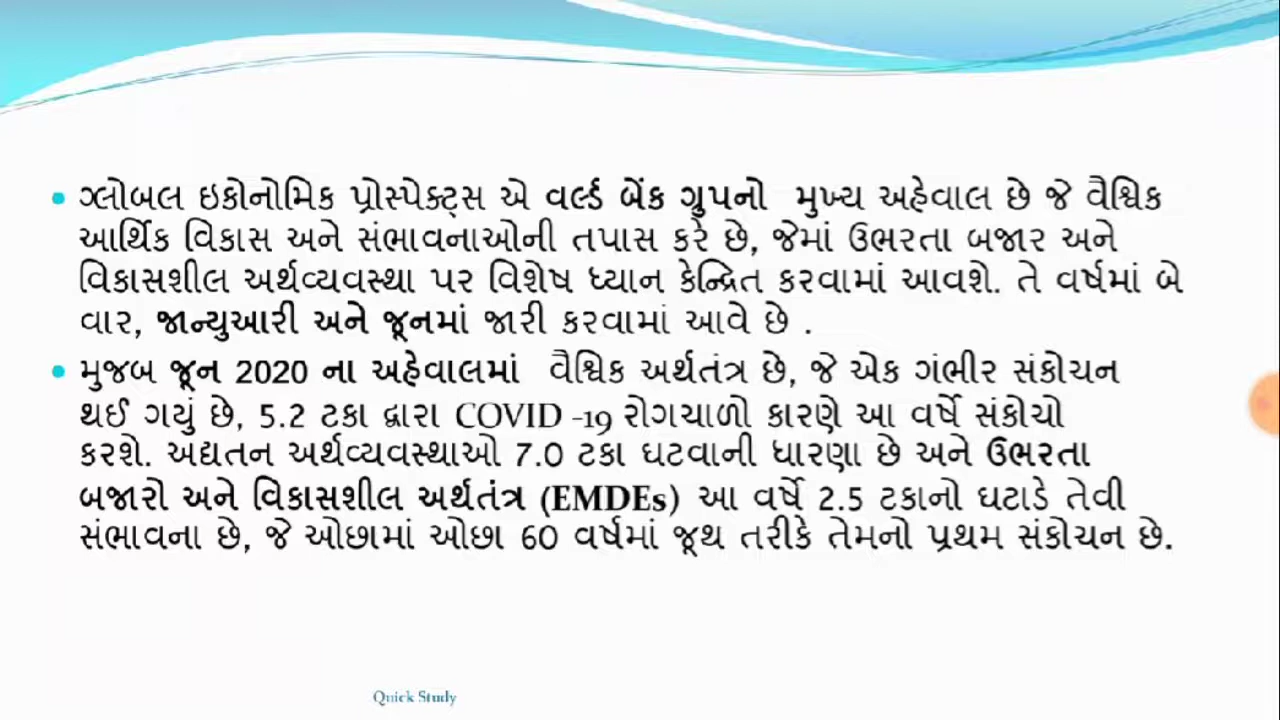 ગ્લોબલ ઇકોનોમિક પ્રોસ્પેક્ટ્સ એ વર્લ્ડ બેંક ગ્રુપનો મુખ્ય અહેવાલ છે જે વૈશ્વિક
આર્થિક વિકાસ અને સંભાવનાઓની તપાસ કરે છે, જેમાં ઉભરતા બજાર અને
વિકાસશીલ અર્થવ્યવસ્થા પર વિશેષ ધ્યાન કેન્દ્રિત કરવામાં આવશે. તે વર્ષમાં બે
વાર, જાન્યુઆરી અને જૂનમાં જારી કરવામાં આવે છે .
મુજબ જૂન 2020 ના અહેવાલમાં વૈશ્વિક અર્થતંત્ર છે, જે એક ગંભીર સંકોચન
થઈ ગયું છે, 5.2 ટકા દ્વારા COVID -19 રોગચાળો કારણે આ વર્ષે સંકોચો
કરશે. અદ્યતન અર્થવ્યવસ્થાઓ 7.0 ટકા ઘટવાની ધારણા છે અને ઉભરતા
બજારો અને વિકાસશીલ અર્થતંત્ર (EMDEs) આ વર્ષે 2.5 ટકાનો ઘટાડે તેવી
સંભાવના છે, જે ઓછામાં ઓછા 60 વર્ષમાં જૂથ તરીકે તેમનો પ્રથમ સંકોચન છે.
Quick Study